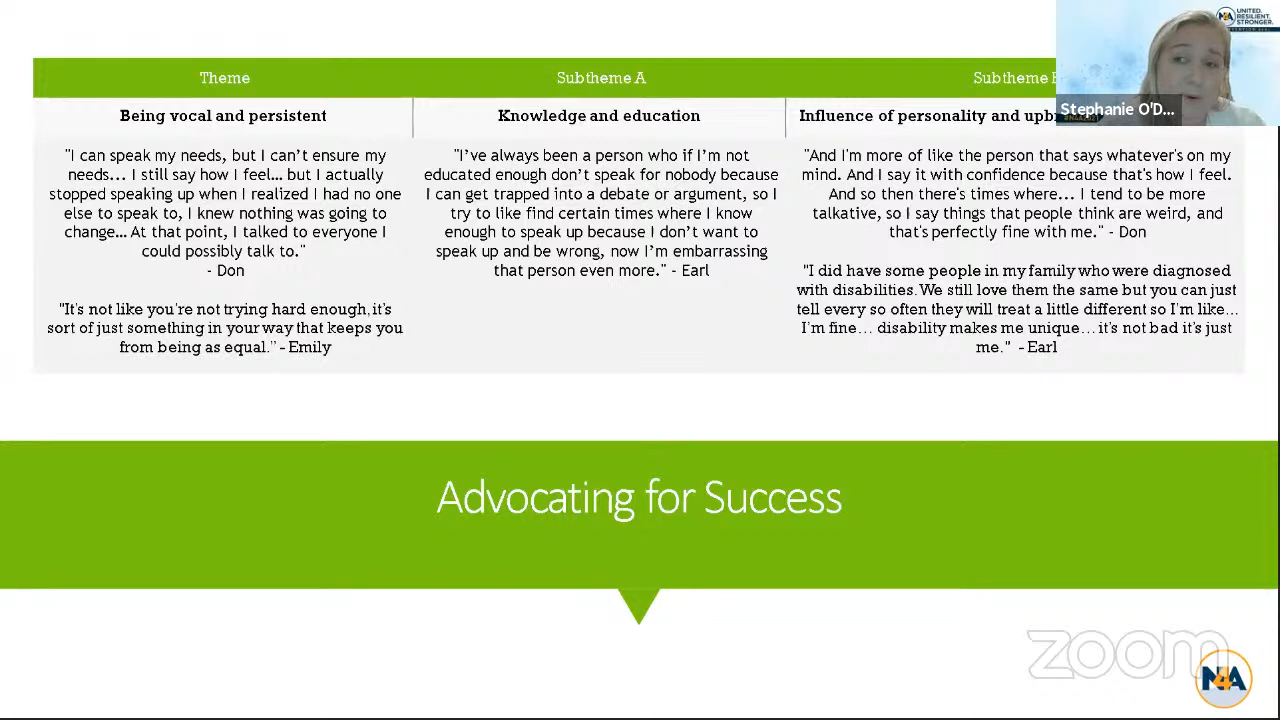 UNITED.
RESILIENT.
STRONGER.
Stephanie O'D...
#N4A2021
Theme
Subtheme A
Subtheme
Being vocal and persistent
Knowledge and education
Influence of personality and
"I can speak my needs, but I can't ensure my
needs... I still say how I feel... but I actually
stopped speaking up when I realized I had no one
else to speak to, I knew nothing was going to
change... At that point, I talked to everyone I
could possibly talk to."
- Don
"It's not like you're not trying hard enough, it's
sort of just something in your way that keeps you
from being as equal." - Emily
"I've always been a person who if I'm not
educated enough don't speak for nobody because
I can get trapped into a debate or argument, so I
try to like find certain times where I know
enough to speak up because I don't want to
speak up and be wrong, now I'm embarrassing
that person even more." - Earl
"And I'm more of like the person that says whatever's on my
mind. And I say it with confidence because that's how I feel.
And so then there's times where... I tend to be more
talkative, so I say things that people think are weird, and
that's perfectly fine with me." - Don
"I did have some people in my family who were diagnosed
with disabilities. We still love them the same but you can just
tell every so often they will treat a little different so I'm like...
I'm fine... disability makes me unique... it's not bad it's just
me." - Earl
Advocating for Success
zoom
N4A